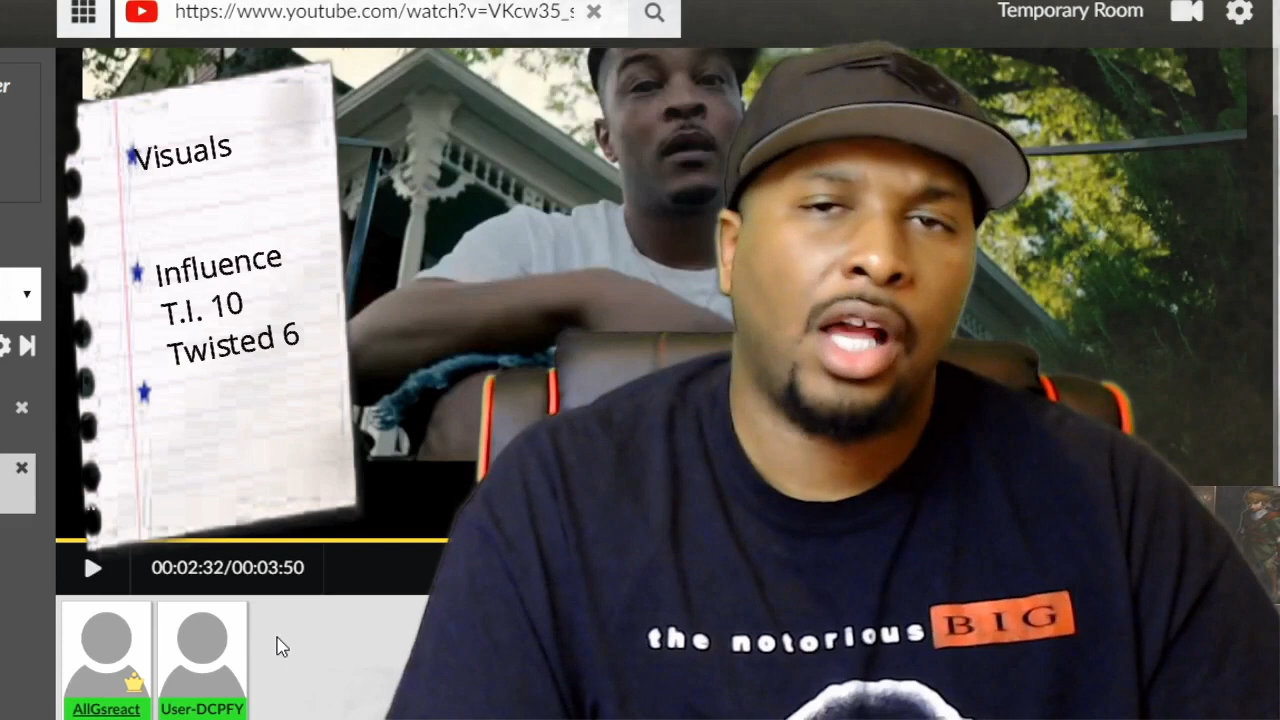 https://www.youtube.com/watch?v=VKcw35_s
Temporary Room
er
Visuals
Influence
T.I. 10
Twisted 6
00:02:32/00:03:50
the notorious BIG
AllGsreact
User-DCPFY